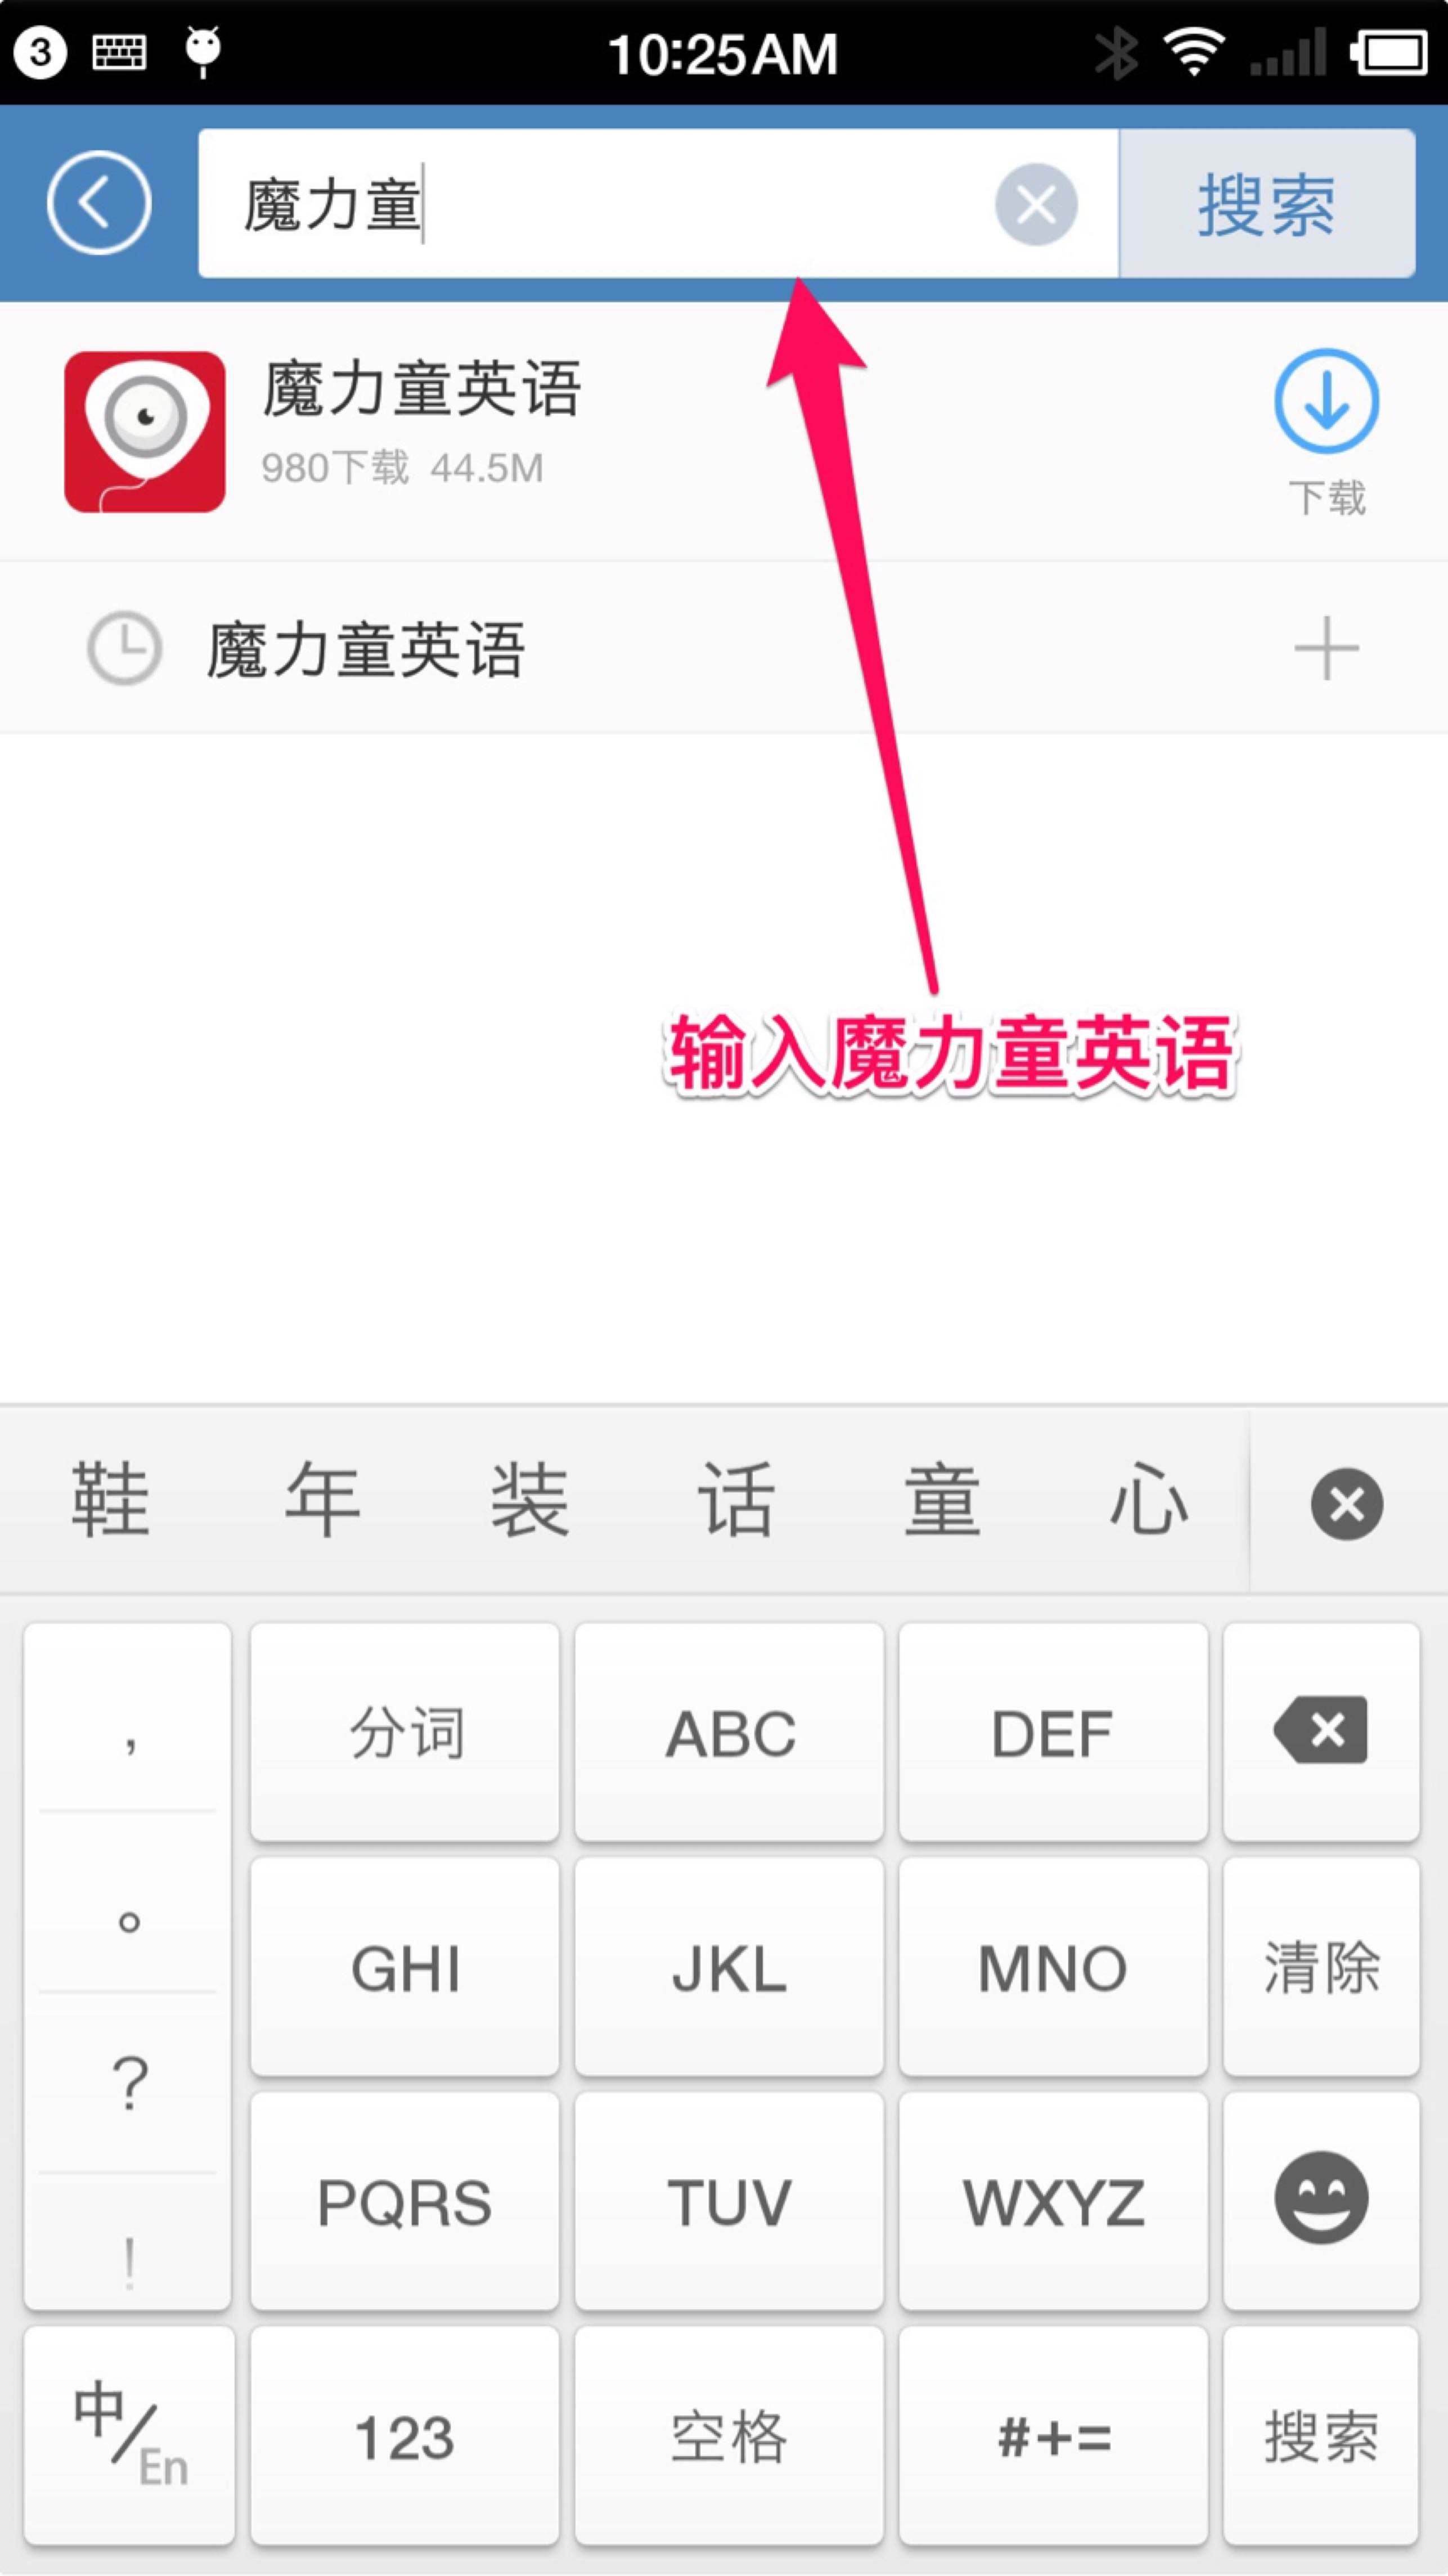 3 10:25AM
魔力童 搜索
魔力童英语
980下载 44.5M
下载
魔力童英语
输入魔力童英语
鞋 年 装 话 童 心
， 分词 ABC DEF
。 GHI JKL MNO 清除
？ PQRS TUV WXYZ
！
中/En 123 空格 #+= 搜索